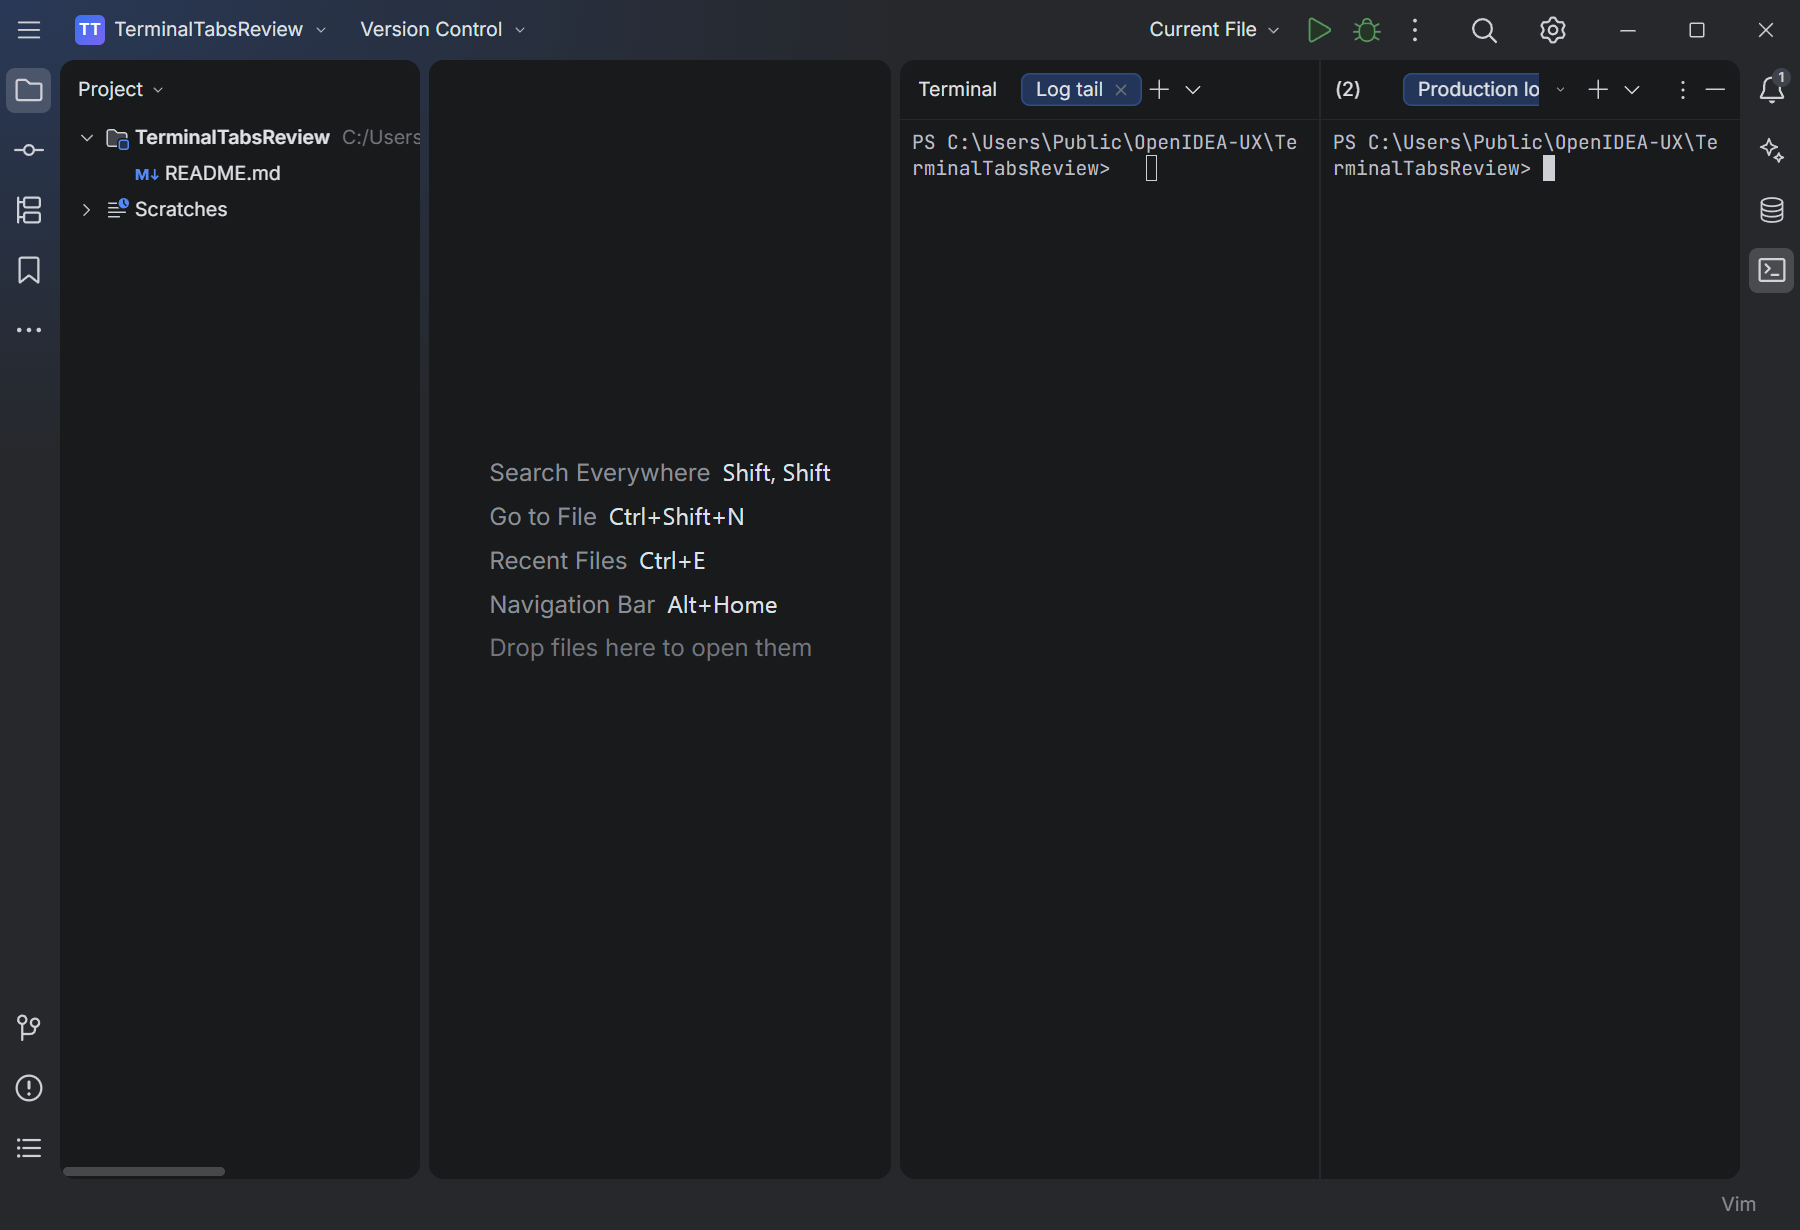 TT TerminalTabsReview Version Control Current File
Project
TerminalTabsReview C:/Users
M↓ README.md
Scratches
Search Everywhere Shift, Shift
Go to File Ctrl+Shift+N
Recent Files Ctrl+E
Navigation Bar Alt+Home
Drop files here to open them
Terminal Log tail
PS C:\Users\Public\OpenIDEA-UX\Te
rminalTabsReview>
(2) Production lo
PS C:\Users\Public\OpenIDEA-UX\Te
rminalTabsReview>
1
Vim